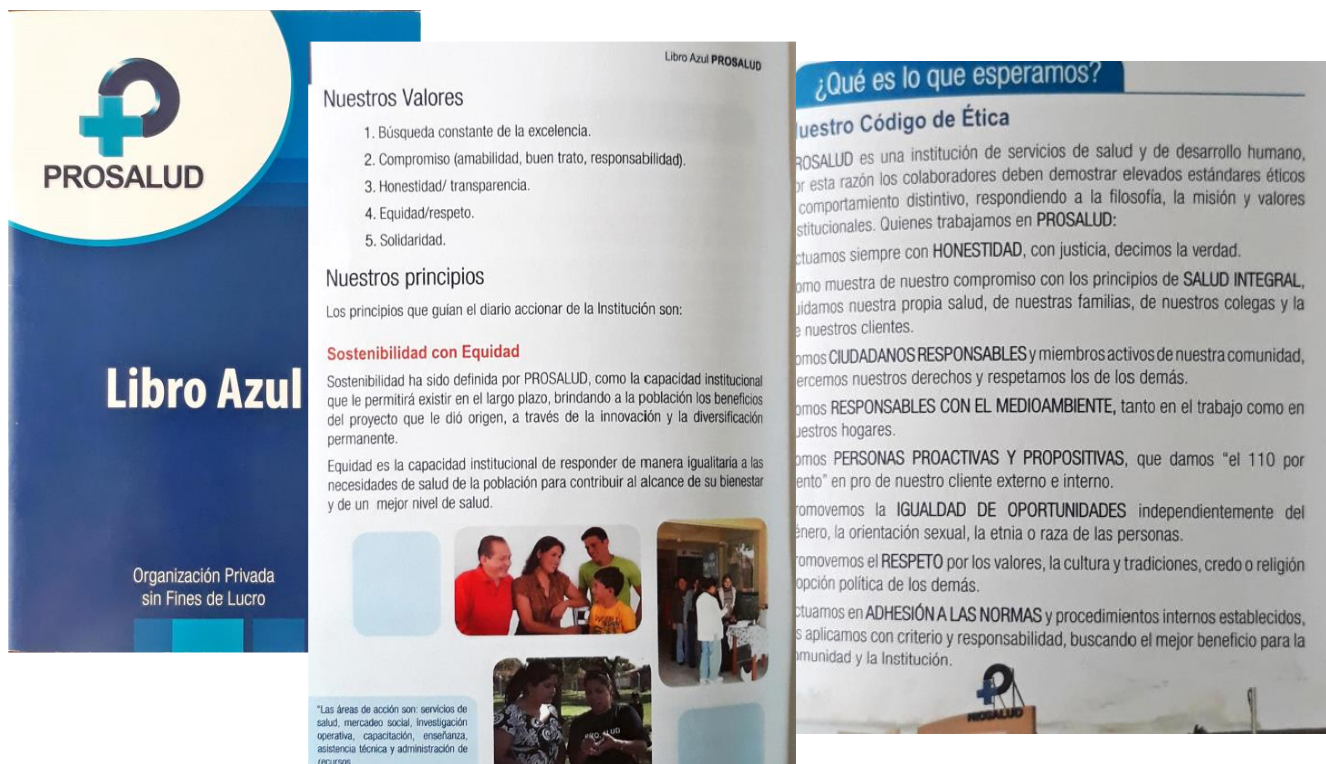 PROSALUD
Libro Azul
Organización Privada
sin Fines de Lucro
Libro Azul PROSALUD
Nuestros Valores
1. Búsqueda constante de la excelencia.
2. Compromiso (amabilidad, buen trato, responsabilidad).
3. Honestidad/ transparencia.
4. Equidad/respeto.
5. Solidaridad.
Nuestros principios
Los principios que guían el diario accionar de la Institución son:
Sostenibilidad con Equidad
Sostenibilidad ha sido definida por PROSALUD, como la capacidad institucional
que le permitirá existir en el largo plazo, brindando a la población los beneficios
del proyecto que le dió origen, a través de la innovación y la diversificación
permanente.
Equidad es la capacidad institucional de responder de manera igualitaria a las
necesidades de salud de la población para contribuir al alcance de su bienestar
y de un mejor nivel de salud.
PROSALUD
"Las áreas de acción son: servicios de
salud, mercadeo social, investigación
operativa, capacitación, enseñanza,
asistencia técnica y administración de
recursos
¿Qué es lo que esperamos?
uestro Código de Ética
ROSALUD es una institución de servicios de salud y de desarrollo humano,
or esta razón los colaboradores deben demostrar elevados estándares éticos
comportamiento distintivo, respondiendo a la filosofía, la misión y valores
stitucionales. Quienes trabajamos en PROSALUD:
ctuamos siempre con HONESTIDAD, con justicia, decimos la verdad.
omo muestra de nuestro compromiso con los principios de SALUD INTEGRAL,
uidamos nuestra propia salud, de nuestras familias, de nuestros colegas y la
e nuestros clientes.
omos CIUDADANOS RESPONSABLES y miembros activos de nuestra comunidad,
ercemos nuestros derechos y respetamos los de los demás.
omos RESPONSABLES CON EL MEDIOAMBIENTE, tanto en el trabajo como en
uestros hogares.
omos PERSONAS PROACTIVAS Y PROPOSITIVAS, que damos “el 110 por
ento” en pro de nuestro cliente externo e interno.
romovemos la IGUALDAD DE OPORTUNIDADES independientemente del
énero, la orientación sexual, la etnia o raza de las personas.
romovemos el RESPETO por los valores, la cultura y tradiciones, credo o religión
opción política de los demás.
ctuamos en ADHESIÓN A LAS NORMAS y procedimientos internos establecidos,
s aplicamos con criterio y responsabilidad, buscando el mejor beneficio para la
omunidad y la Institución.
PROSALUD